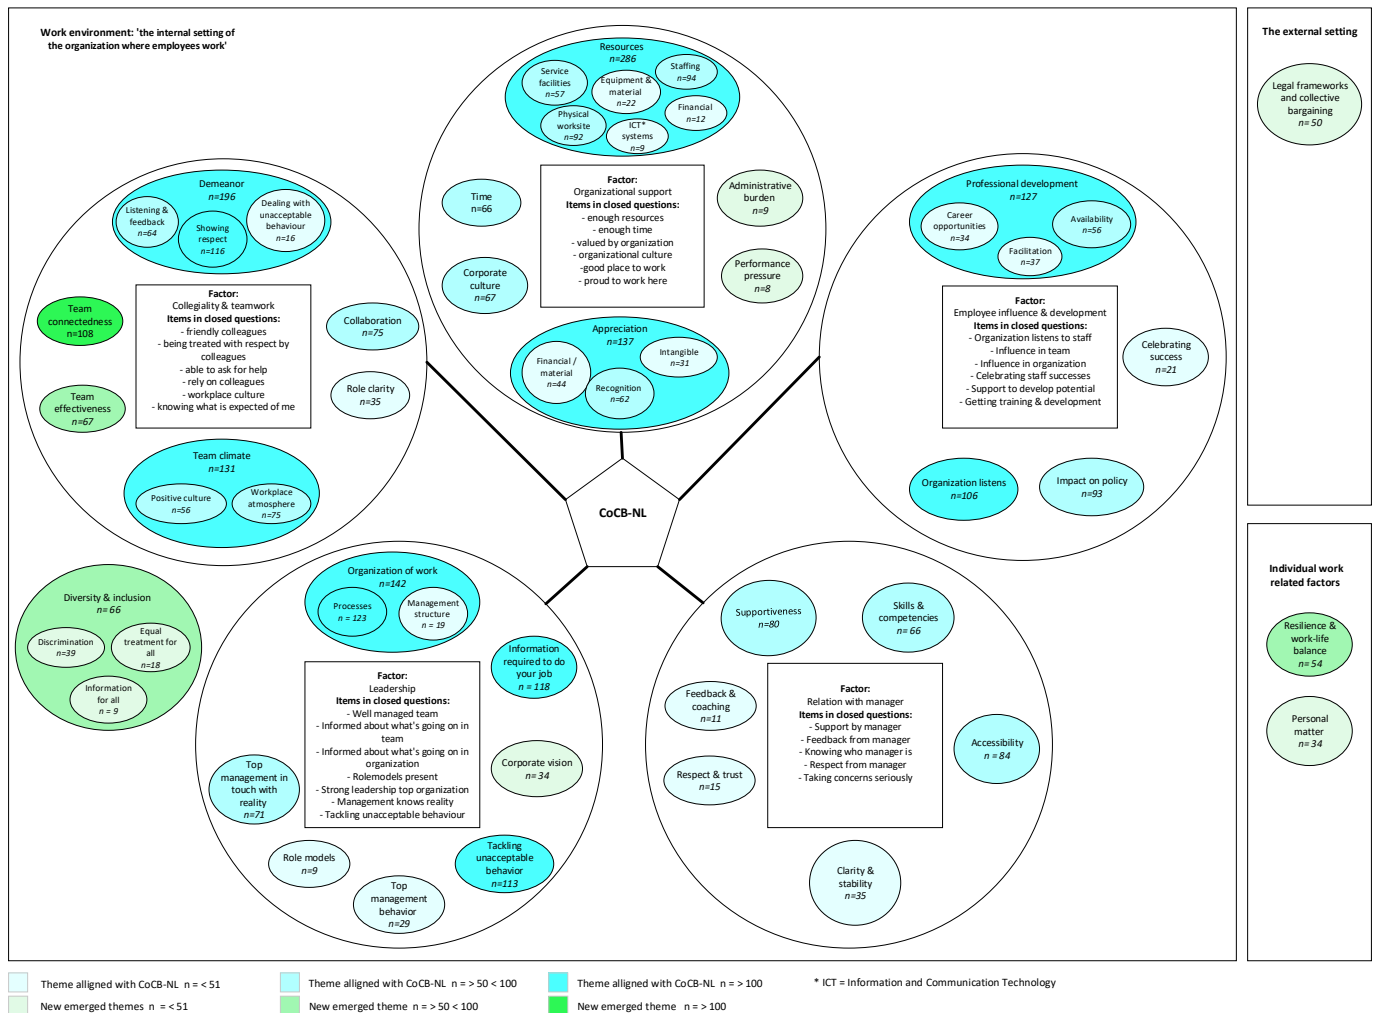 Work environment: 'the internal setting of
the organization where employees work'
Resources
n=286
Service
facilities
n=57
Equipment &
material
n=22
Staffing
n=94
Physical
worksite
n=92
ICT*
systems
n=9
Financial
n=12
Time
n=66
Corporate
culture
n=67
Factor:
Organizational support
Items in closed questions:
- enough resources
- enough time
- valued by organization
- organizational culture
-good place to work
- proud to work here
Administrative
burden
n=9
Performance
pressure
n=8
Appreciation
n=137
Financial /
material
n=44
Recognition
n=62
Intangible
n=31
Demeanor
n=196
Listening &
feedback
n=64
Showing
respect
n=116
Dealing with
unacceptable
behaviour
n=16
Team
connectedness
n=108
Team
effectiveness
n=67
Factor:
Collegiality & teamwork
Items in closed questions:
- friendly colleagues
- being treated with respect by
colleagues
- able to ask for help
- rely on colleagues
- workplace culture
- knowing what is expected of me
Collaboration
n=75
Role clarity
n=35
Team climate
n=131
Positive culture
n=56
Workplace
atmosphere
n=75
Professional development
n=127
Career
opportunities
n=34
Facilitation
n=37
Availability
n=56
Factor:
Employee influence & development
Items in closed questions:
- Organization listens to staff
- Influence in team
- Influence in organization
- Celebrating staff successes
- Support to develop potential
- Getting training & development
Celebrating
success
n=21
Organization listens
n=106
Impact on policy
n=93
CoCB-NL
Diversity & inclusion
n= 66
Discrimination
n=39
Equal
treatment for
all
n=18
Information
for all
n = 9
Organization of work
n=142
Processes
n = 123
Management
structure
n = 19
Information
required to do
your job
n = 118
Factor:
Leadership
Items in closed questions:
- Well managed team
- Informed about what's going on in
team
- Informed about what's going on in
organization
- Rolemodels present
- Strong leadership top organization
- Management knows reality
- Tackling unacceptable behaviour
Corporate vision
n= 34
Top
management in
touch with
reality
n=71
Role models
n=9
Top
management
behavior
n=29
Tackling
unacceptable
behavior
n=113
Supportiveness
n=80
Skills &
competencies
n= 66
Feedback &
coaching
n=11
Respect & trust
n=15
Factor:
Relation with manager
Items in closed questions:
- Support by manager
- Feedback from manager
- Knowing who manager is
- Respect from manager
- Taking concerns seriously
Accessibility
n = 84
Clarity &
stability
n=35
The external setting
Legal frameworks
and collective
bargaining
n= 50
Individual work
related factors
Resilience &
work-life
balance
n= 54
Personal
matter
n= 34
Theme alligned with CoCB-NL n = < 51
Theme alligned with CoCB-NL n = > 50 < 100
Theme alligned with CoCB-NL n = > 100
* ICT = Information and Communication Technology
New emerged themes n = < 51
New emerged theme n = > 50 < 100
New emerged theme n = > 100